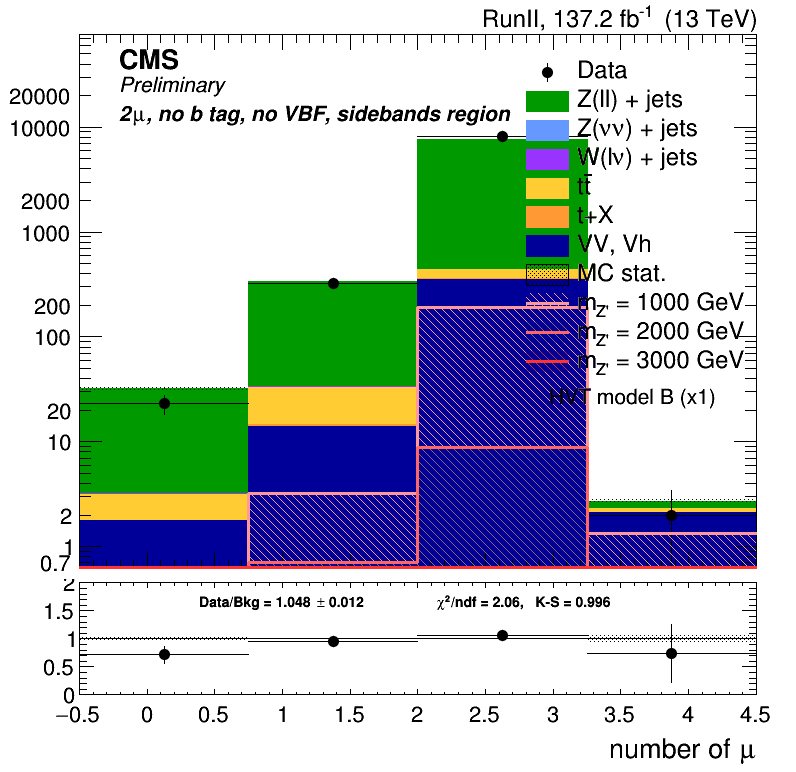 RunII, 137.2 fb⁻¹ (13 TeV)
CMS
Preliminary
2μ, no b tag, no VBF, sidebands region
Data
Z(ll) + jets
Z(νν) + jets
W(lν) + jets
tt̄
t+X
VV, Vh
MC stat.
m_Z' = 1000 GeV
m_Z' = 2000 GeV
m_Z' = 3000 GeV
HVT model B (x1)
20000
10000
2000
1000
200
100
20
10
2
1
0.7
Data/Bkg = 1.048 ± 0.012 χ²/ndf = 2.06, K-S = 0.996
2
1.5
1
0.5
0
−0.5 0 0.5 1 1.5 2 2.5 3 3.5 4 4.5
number of μ